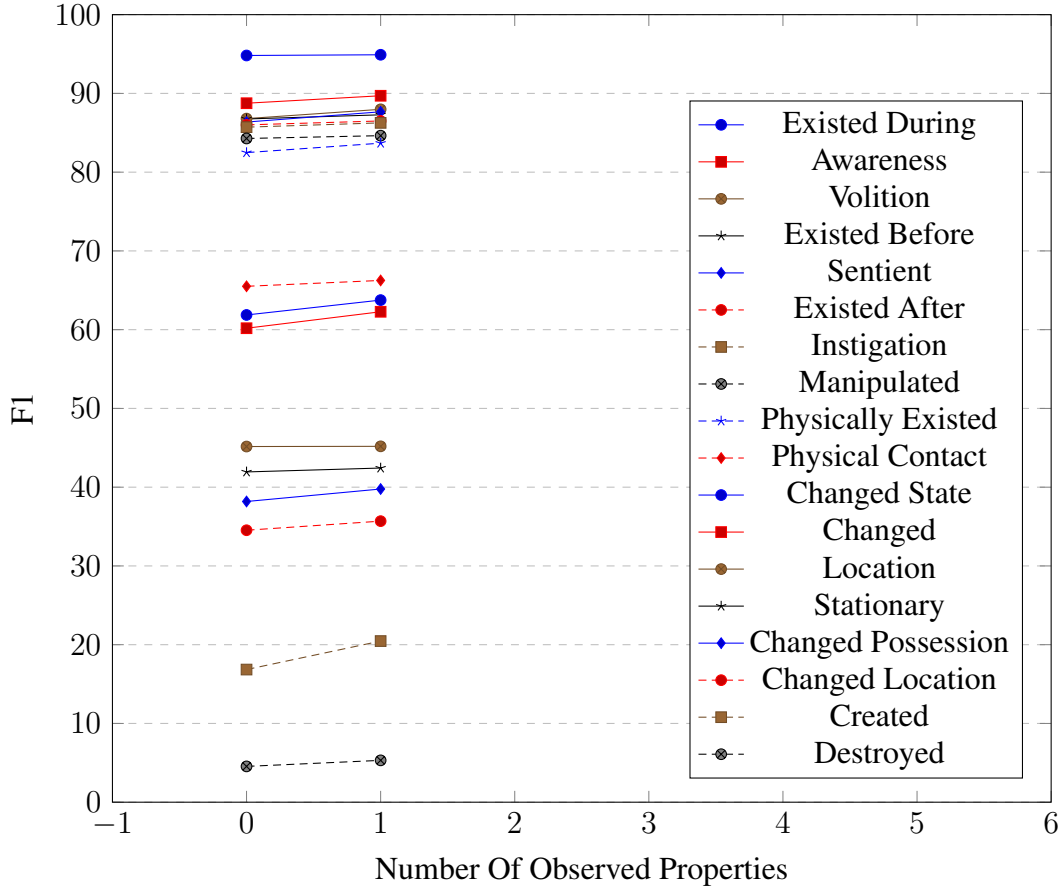 100
90
80
70
60
50
40
30
20
10
0
F1
−1 0 1 2 3 4 5 6
Number Of Observed Properties
Existed During
Awareness
Volition
Existed Before
Sentient
Existed After
Instigation
Manipulated
Physically Existed
Physical Contact
Changed State
Changed
Location
Stationary
Changed Possession
Changed Location
Created
Destroyed